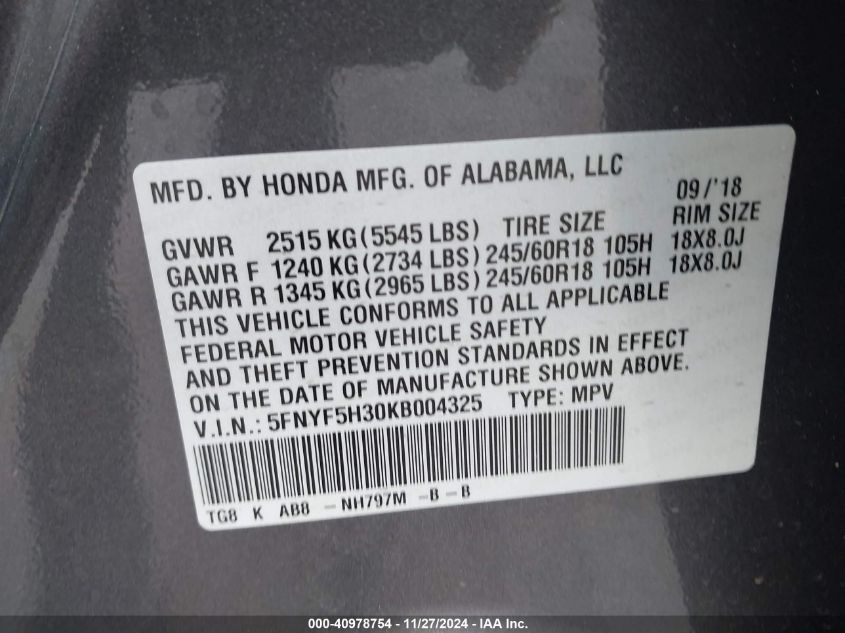 MFD. BY HONDA MFG. OF ALABAMA, LLC 09/'18
GVWR 2515 KG(5545 LBS) TIRE SIZE RIM SIZE
GAWR F 1240 KG(2734 LBS) 245/60R18 105H 18X8.0J
GAWR R 1345 KG(2965 LBS) 245/60R18 105H 18X8.0J
THIS VEHICLE CONFORMS TO ALL APPLICABLE
FEDERAL MOTOR VEHICLE SAFETY
AND THEFT PREVENTION STANDARDS IN EFFECT
ON THE DATE OF MANUFACTURE SHOWN ABOVE.
V.I.N.: 5FNYF5H30KB004325 TYPE: MPV
TG8 K AB8 - NH797M - B - B
000-40978754 - 11/27/2024 - IAA Inc.